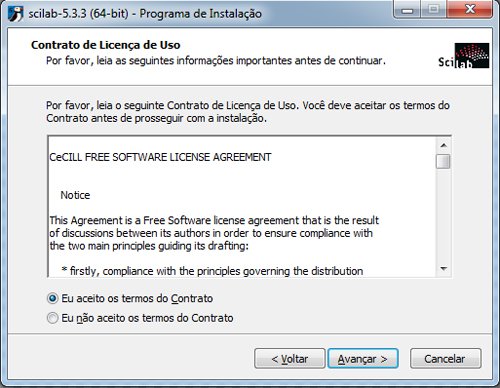 scilab-5.3.3 (64-bit) - Programa de Instalação
Contrato de Licença de Uso
Por favor, leia as seguintes informações importantes antes de continuar.
Scilab
Por favor, leia o seguinte Contrato de Licença de Uso. Você deve aceitar os termos do
Contrato antes de prosseguir com a instalação.
CeCILL FREE SOFTWARE LICENSE AGREEMENT
Notice
This Agreement is a Free Software license agreement that is the result
of discussions between its authors in order to ensure compliance with
the two main principles guiding its drafting:
* firstly, compliance with the principles governing the distribution
Eu aceito os termos do Contrato
Eu não aceito os termos do Contrato
< Voltar
Avançar >
Cancelar